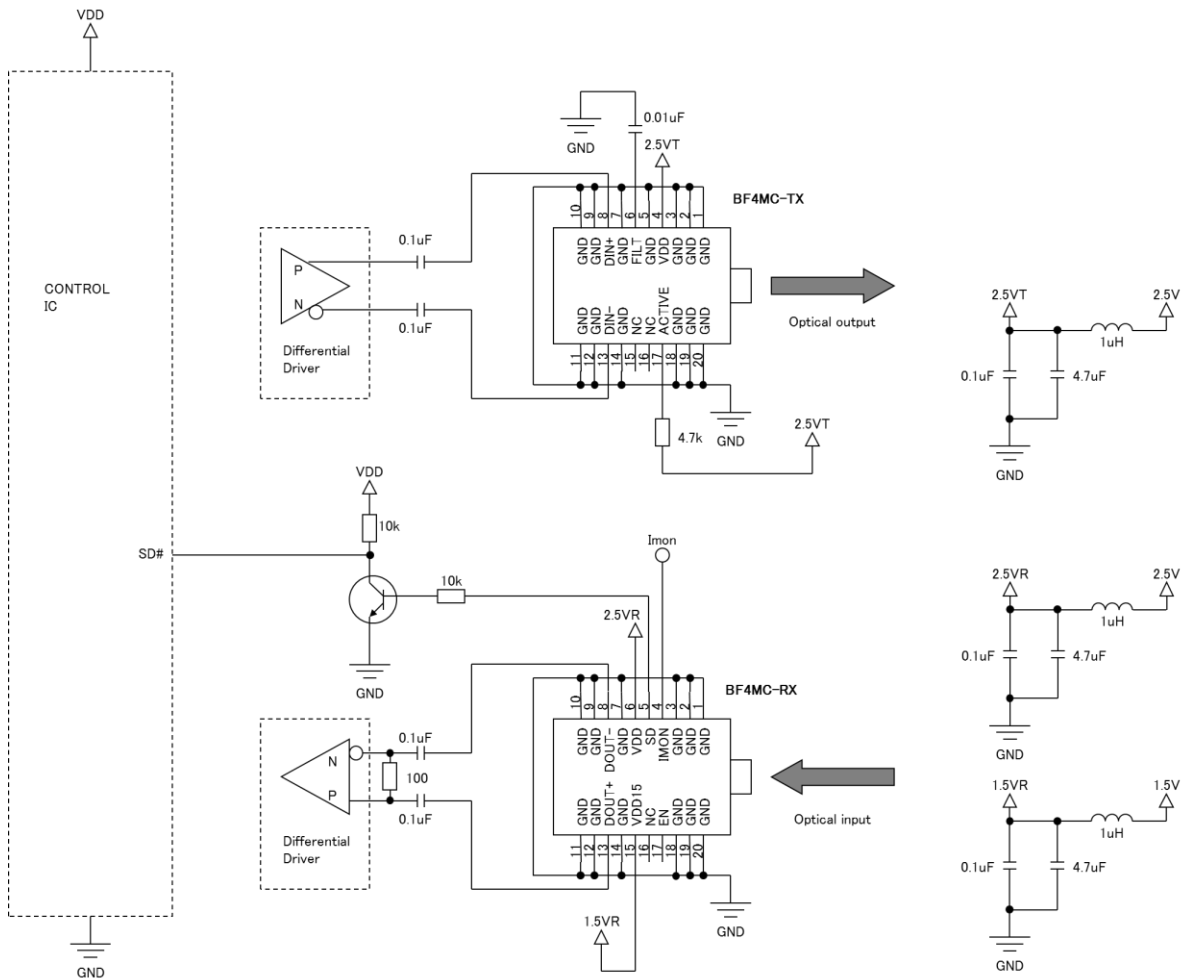 VDD
CONTROL
IC
SD#
GND
0.01uF
GND
2.5VT
BF4MC-TX
10 9 8 7 6 5 4 3 2 1
GND GND DIN+ GND FILT GND VDD GND GND GND
GND GND DIN- GND NC NC ACTIVE GND GND GND
11 12 13 14 15 16 17 18 19 20
0.1uF
P
N
0.1uF
Differential
Driver
Optical output
GND
4.7k
2.5VT
2.5VT
2.5V
1uH
0.1uF
4.7uF
GND
VDD
10k
10k
GND
Imon
2.5VR
BF4MC-RX
10 9 8 7 6 5 4 3 2 1
GND GND DOUT- GND VDD SD IMON GND GND GND
GND GND DOUT+ GND VDD15 NC EN GND GND GND
11 12 13 14 15 16 17 18 19 20
0.1uF
N
100
P
0.1uF
Differential
Driver
Optical input
GND
1.5VR
2.5VR
2.5V
1uH
0.1uF
4.7uF
GND
1.5VR
1.5V
1uH
0.1uF
4.7uF
GND